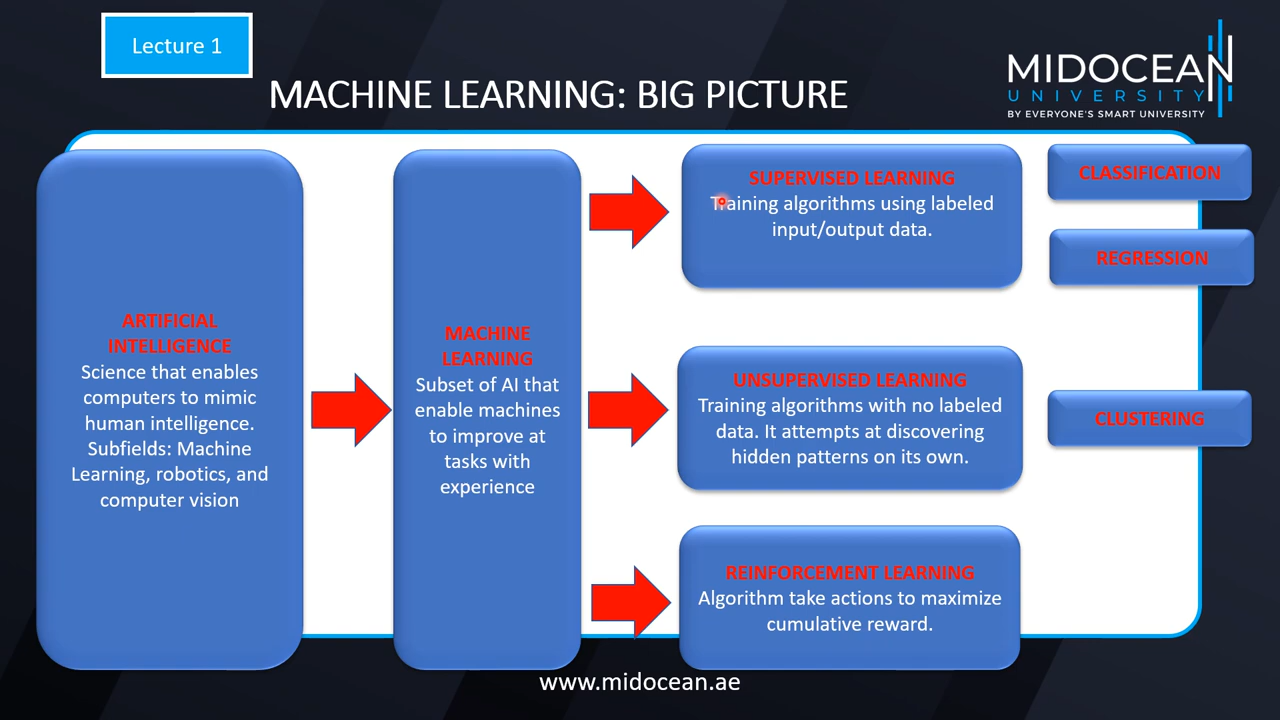 Lecture 1
MACHINE LEARNING: BIG PICTURE
MIDOCEAN
UNIVERSITY
BY EVERYONE'S SMART UNIVERSITY
ARTIFICIAL
INTELLIGENCE
Science that enables
computers to mimic
human intelligence.
Subfields: Machine
Learning, robotics, and
computer vision
MACHINE
LEARNING
Subset of AI that
enable machines
to improve at
tasks with
experience
SUPERVISED LEARNING
Training algorithms using labeled
input/output data.
CLASSIFICATION
REGRESSION
UNSUPERVISED LEARNING
Training algorithms with no labeled
data. It attempts at discovering
hidden patterns on its own.
CLUSTERING
REINFORCEMENT LEARNING
Algorithm take actions to maximize
cumulative reward.
www.midocean.ae